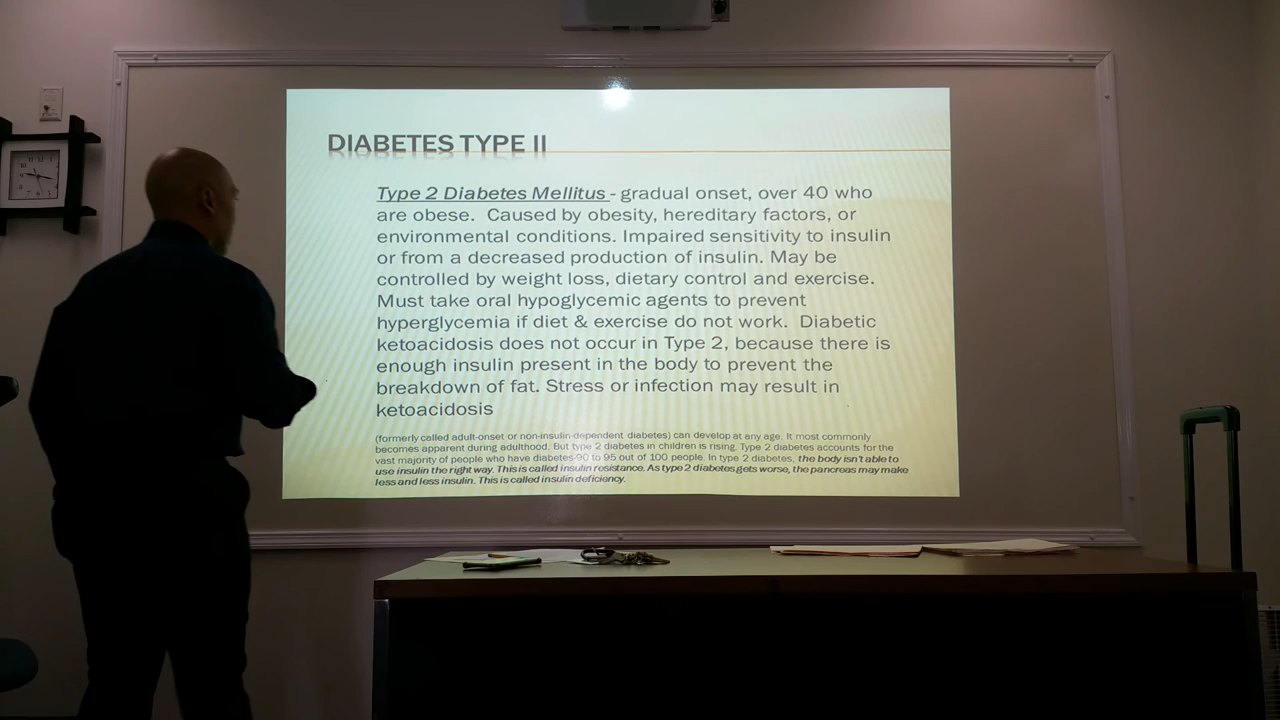 DIABETES TYPE II
Type 2 Diabetes Mellitus - gradual onset, over 40 who
are obese. Caused by obesity, hereditary factors, or
environmental conditions. Impaired sensitivity to insulin
or from a decreased production of insulin. May be
controlled by weight loss, dietary control and exercise.
Must take oral hypoglycemic agents to prevent
hyperglycemia if diet & exercise do not work. Diabetic
ketoacidosis does not occur in Type 2, because there is
enough insulin present in the body to prevent the
breakdown of fat. Stress or infection may result in
ketoacidosis
(formerly called adult-onset or non-insulin-dependent diabetes) can develop at any age. It most commonly
becomes apparent during adulthood. But type 2 diabetes in children is rising. Type 2 diabetes accounts for the
vast majority of people who have diabetes-90 to 95 out of 100 people. In type 2 diabetes, the body isn't able to
use insulin the right way. This is called insulin resistance. As type 2 diabetes gets worse, the pancreas may make
less and less insulin. This is called insulin deficiency.